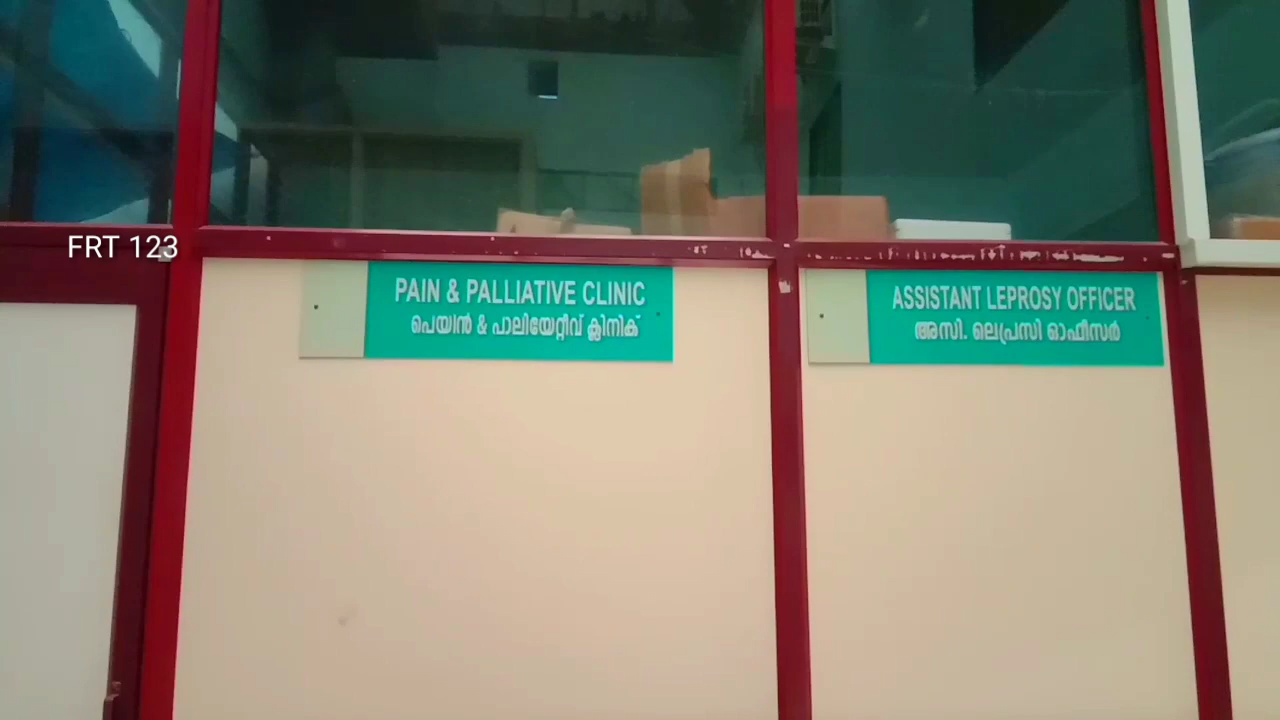 FRT 123
PAIN & PALLIATIVE CLINIC
പെയിൻ & പാലിയേറ്റീവ് ക്ലിനിക്
ASSISTANT LEPROSY OFFICER
അസി. ലെപ്രസി ഓഫീസർ